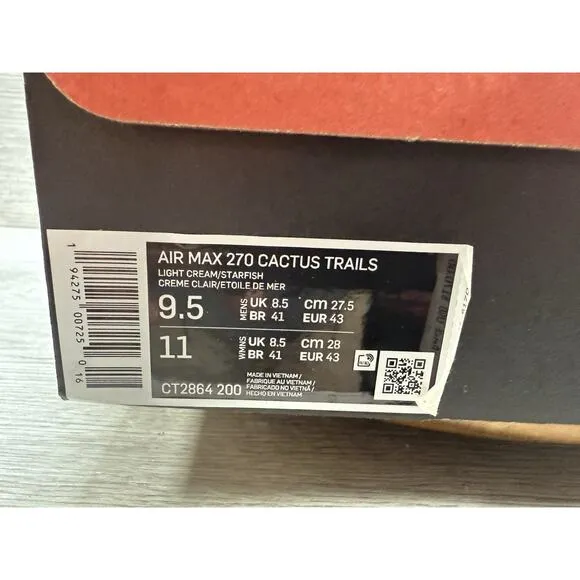 AIR MAX 270 CACTUS TRAILS
LIGHT CREAM/STARFISH
CREME CLAIR/ETOILE DE MER
9.5 MENS UK 8.5 cm 27.5
BR 41 EUR 43
11 WMNS UK 8.5 cm 28
BR 41 EUR 43
MADE IN VIETNAM /
FABRIQUE AU VIETNAM /
FABRICADO NO VIETNÃ /
HECHO EN VIETNAM
CT2864 200
1 94275 00725 0 16